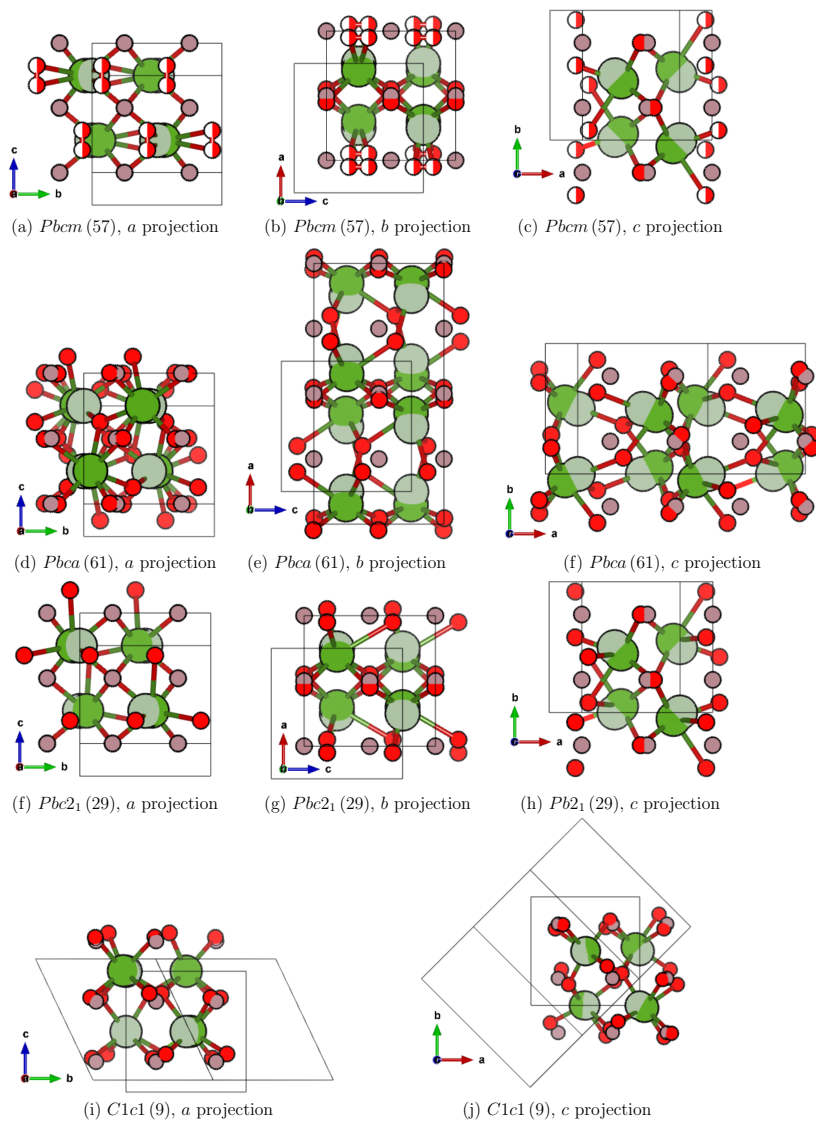 c
a
b
(a) Pbcm (57), a projection
a
b
c
(b) Pbcm (57), b projection
b
c
a
(c) Pbcm (57), c projection
c
a
b
(d) Pbca (61), a projection
a
b
c
(e) Pbca (61), b projection
b
c
a
(f) Pbca (61), c projection
c
a
b
(f) Pbc2₁ (29), a projection
a
b
c
(g) Pbc2₁ (29), b projection
b
c
a
(h) Pb2₁ (29), c projection
c
a
b
(i) C1c1 (9), a projection
b
c
a
(j) C1c1 (9), c projection